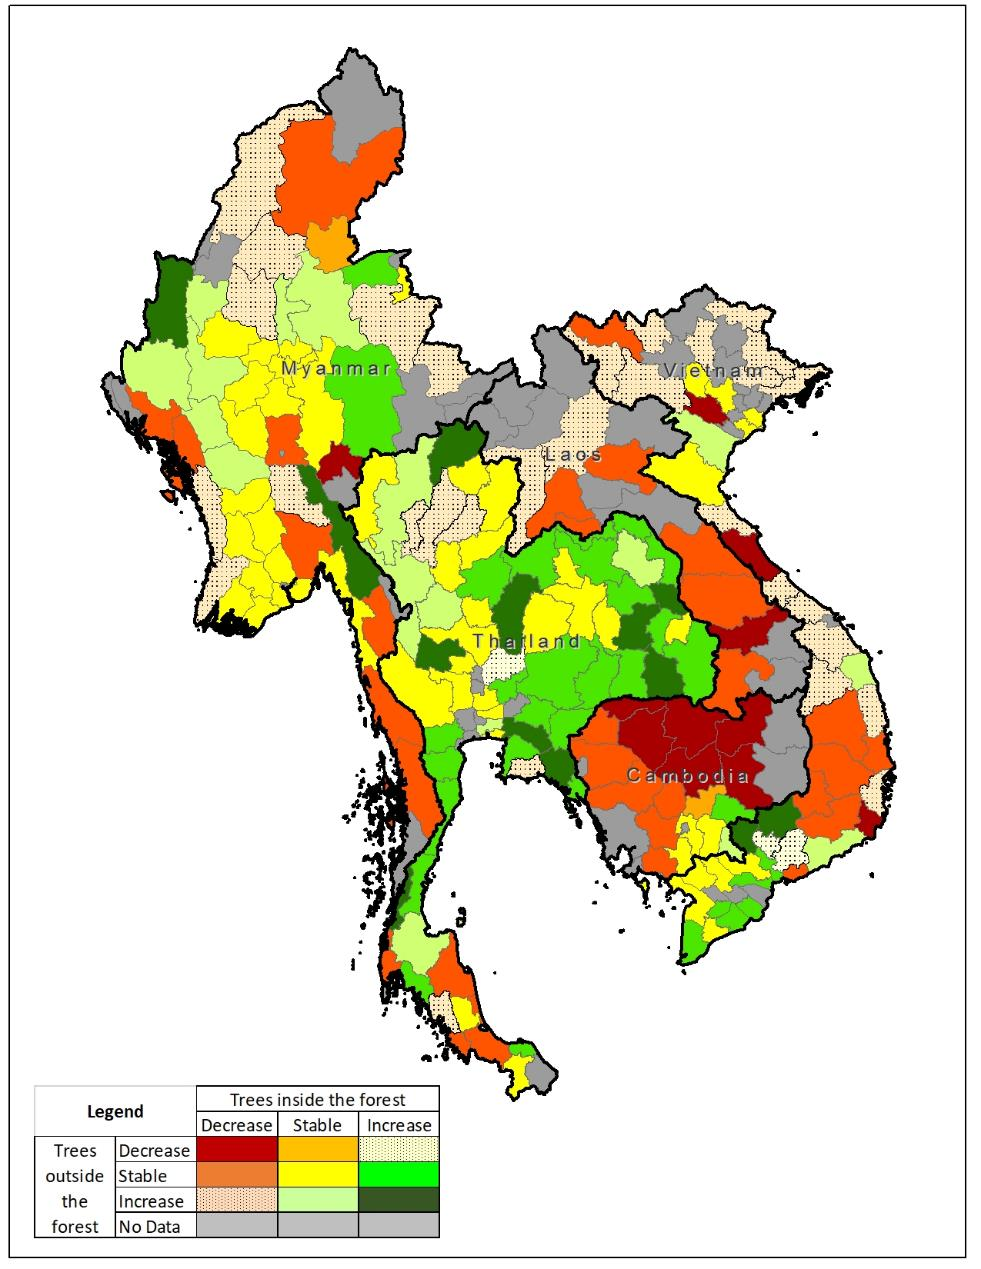 Myanmar
Vietnam
Laos
Thailand
Cambodia
Legend
Trees inside the forest
Decrease Stable Increase
Trees outside the forest
Decrease
Stable
Increase
No Data